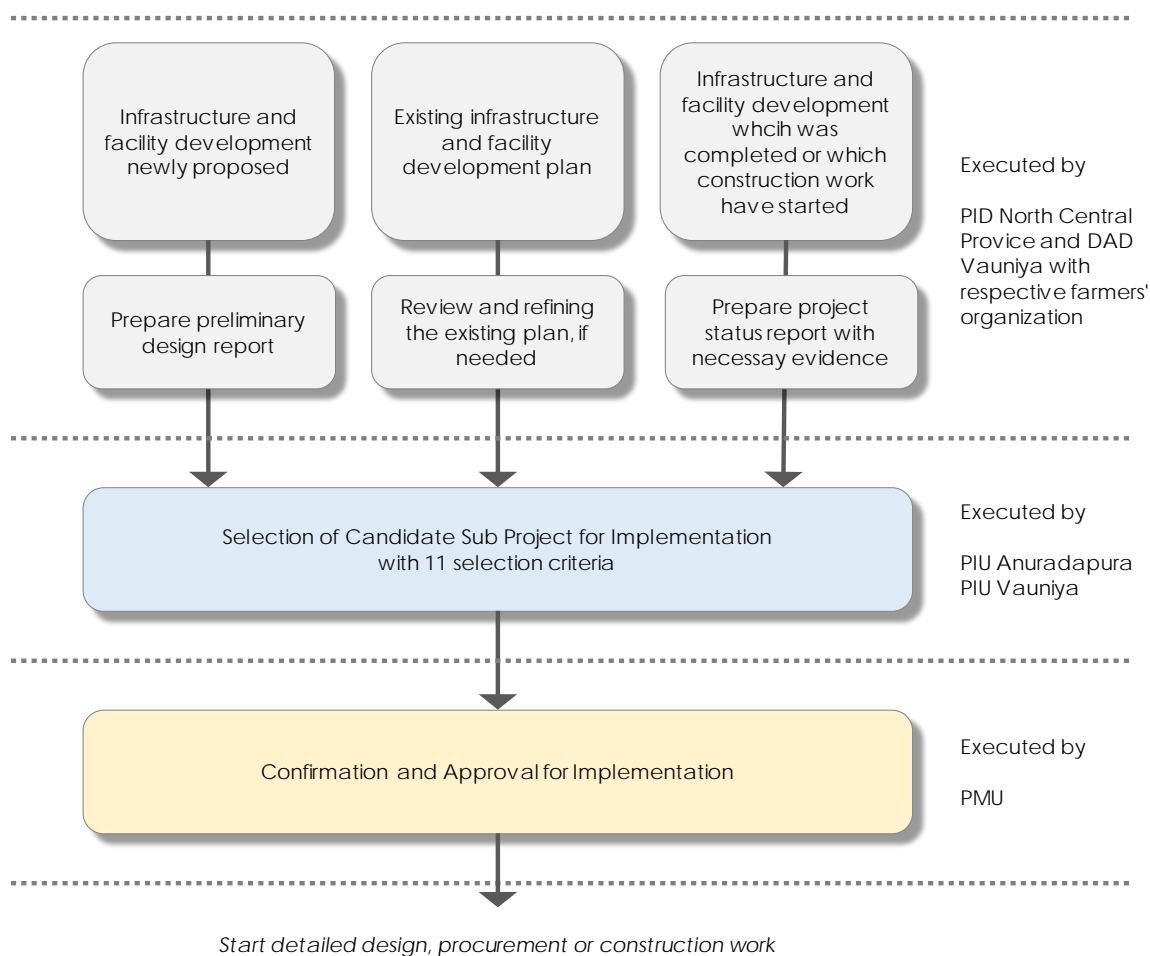 Infrastructure and
facility development
newly proposed
Existing infrastructure
and facility
development plan
Infrastructure and
facility development
whcih was
completed or which
construction work
have started
Executed by
PID North Central
Provice and DAD
Vauniya with
respective farmers'
organization
Prepare preliminary
design report
Review and refining
the existing plan, if
needed
Prepare project
status report with
necessay evidence
Selection of Candidate Sub Project for Implementation
with 11 selection criteria
Executed by
PIU Anuradapura
PIU Vauniya
Confirmation and Approval for Implementation
Executed by
PMU
Start detailed design, procurement or construction work